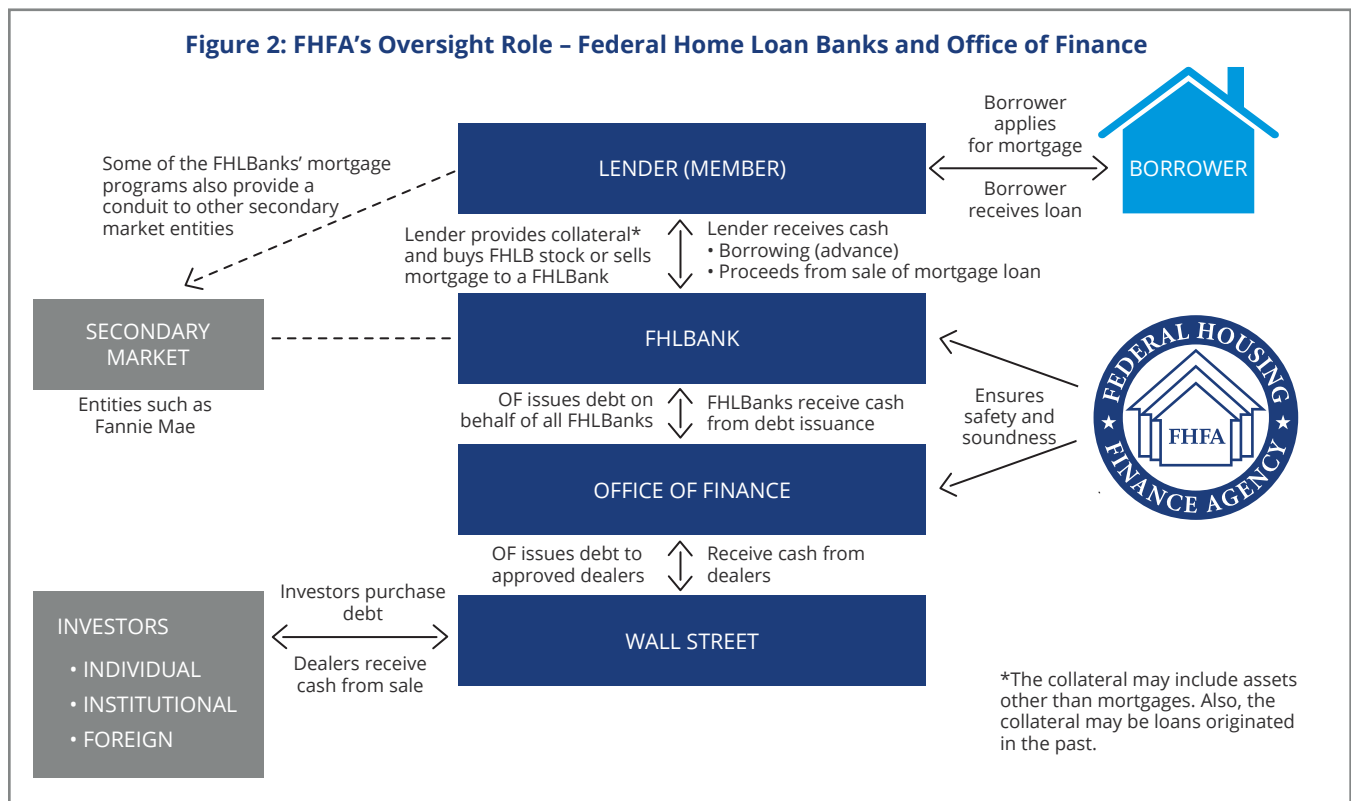 Figure 2: FHFA’s Oversight Role – Federal Home Loan Banks and Office of Finance
Some of the FHLBanks’ mortgage
programs also provide a
conduit to other secondary
market entities
LENDER (MEMBER)
Borrower
applies
for mortgage
Borrower
receives loan
BORROWER
Lender provides collateral*
and buys FHLB stock or sells
mortgage to a FHLBank
Lender receives cash
• Borrowing (advance)
• Proceeds from sale of mortgage loan
SECONDARY
MARKET
Entities such as
Fannie Mae
FHLBANK
OF issues debt on
behalf of all FHLBanks
FHLBanks receive cash
from debt issuance
Ensures
safety and
soundness
FEDERAL HOUSING
FHFA
FINANCE AGENCY
OFFICE OF FINANCE
OF issues debt to
approved dealers
Receive cash from
dealers
INVESTORS
• INDIVIDUAL
• INSTITUTIONAL
• FOREIGN
Investors purchase
debt
Dealers receive
cash from sale
WALL STREET
*The collateral may include assets
other than mortgages. Also, the
collateral may be loans originated
in the past.